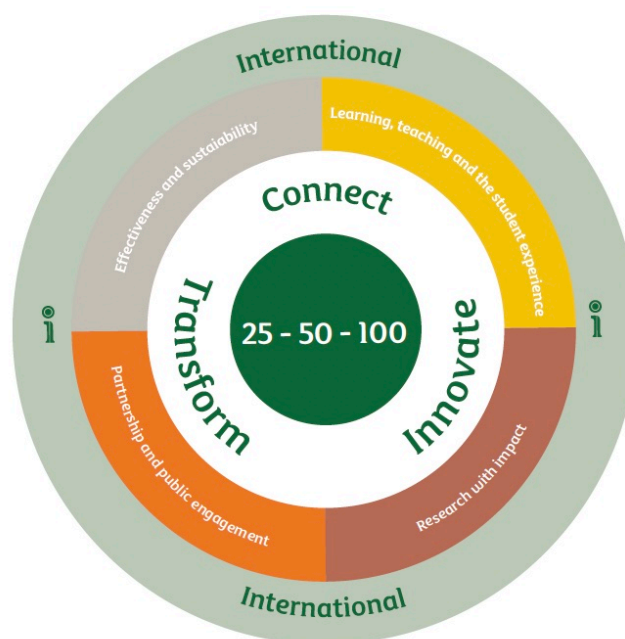 International
Learning, teaching and the student experience
Research with impact
Partnership and public engagement
Effectiveness and sustaiability
Connect
Innovate
Transform
25 - 50 - 100
i
i
International